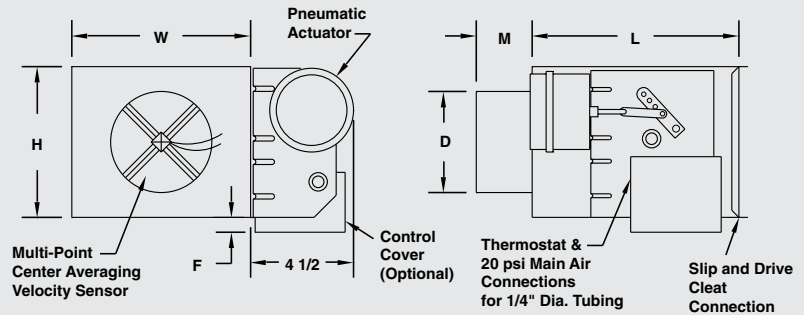 Pneumatic
Actuator
W
M
L
H
D
F
4 1/2
Multi-Point
Center Averaging
Velocity Sensor
Control
Cover
(Optional)
Thermostat &
20 psi Main Air
Connections
for 1/4" Dia. Tubing
Slip and Drive
Cleat
Connection